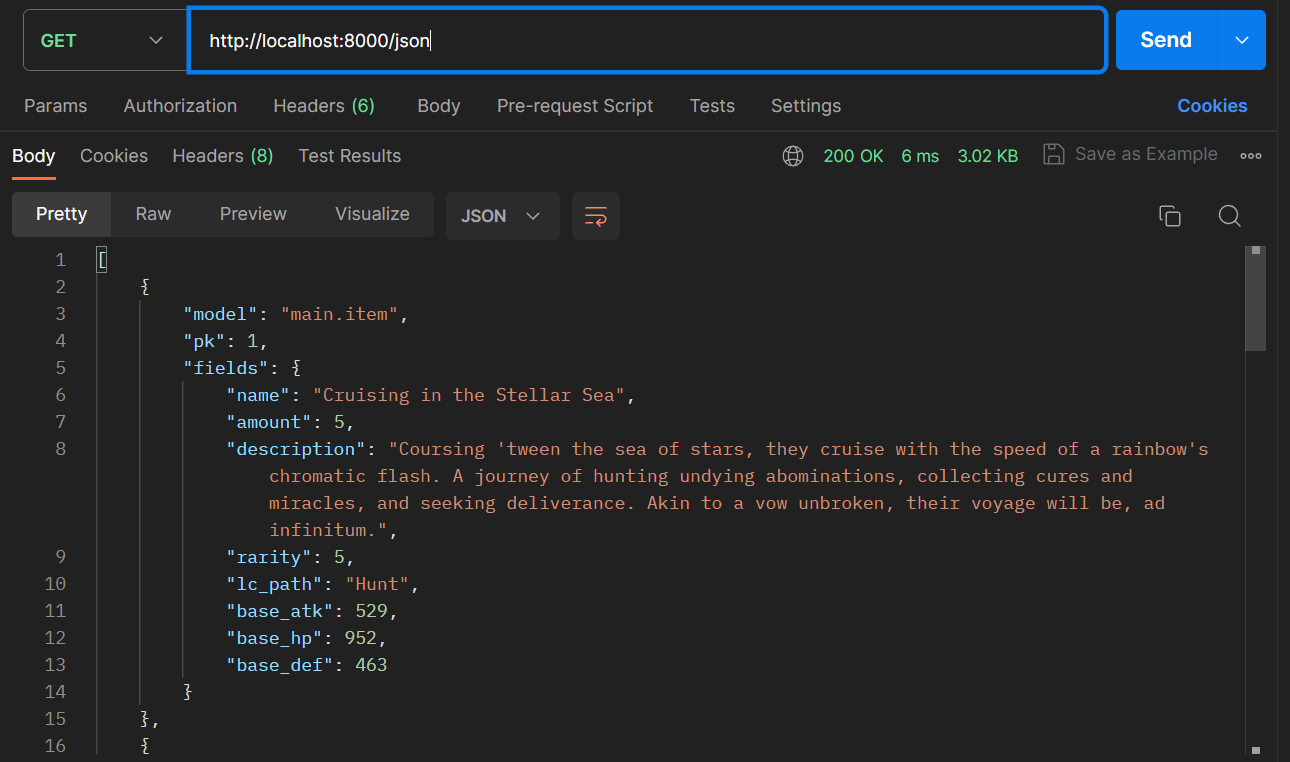 GET http://localhost:8000/json Send
Params Authorization Headers (6) Body Pre-request Script Tests Settings Cookies
Body Cookies Headers (8) Test Results 200 OK 6 ms 3.02 KB Save as Example
Pretty Raw Preview Visualize JSON
1 [
2 {
3 "model": "main.item",
4 "pk": 1,
5 "fields": {
6 "name": "Cruising in the Stellar Sea",
7 "amount": 5,
8 "description": "Coursing 'tween the sea of stars, they cruise with the speed of a rainbow's
chromatic flash. A journey of hunting undying abominations, collecting cures and
miracles, and seeking deliverance. Akin to a vow unbroken, their voyage will be, ad
infinitum.",
9 "rarity": 5,
10 "lc_path": "Hunt",
11 "base_atk": 529,
12 "base_hp": 952,
13 "base_def": 463
14 }
15 },
16 {